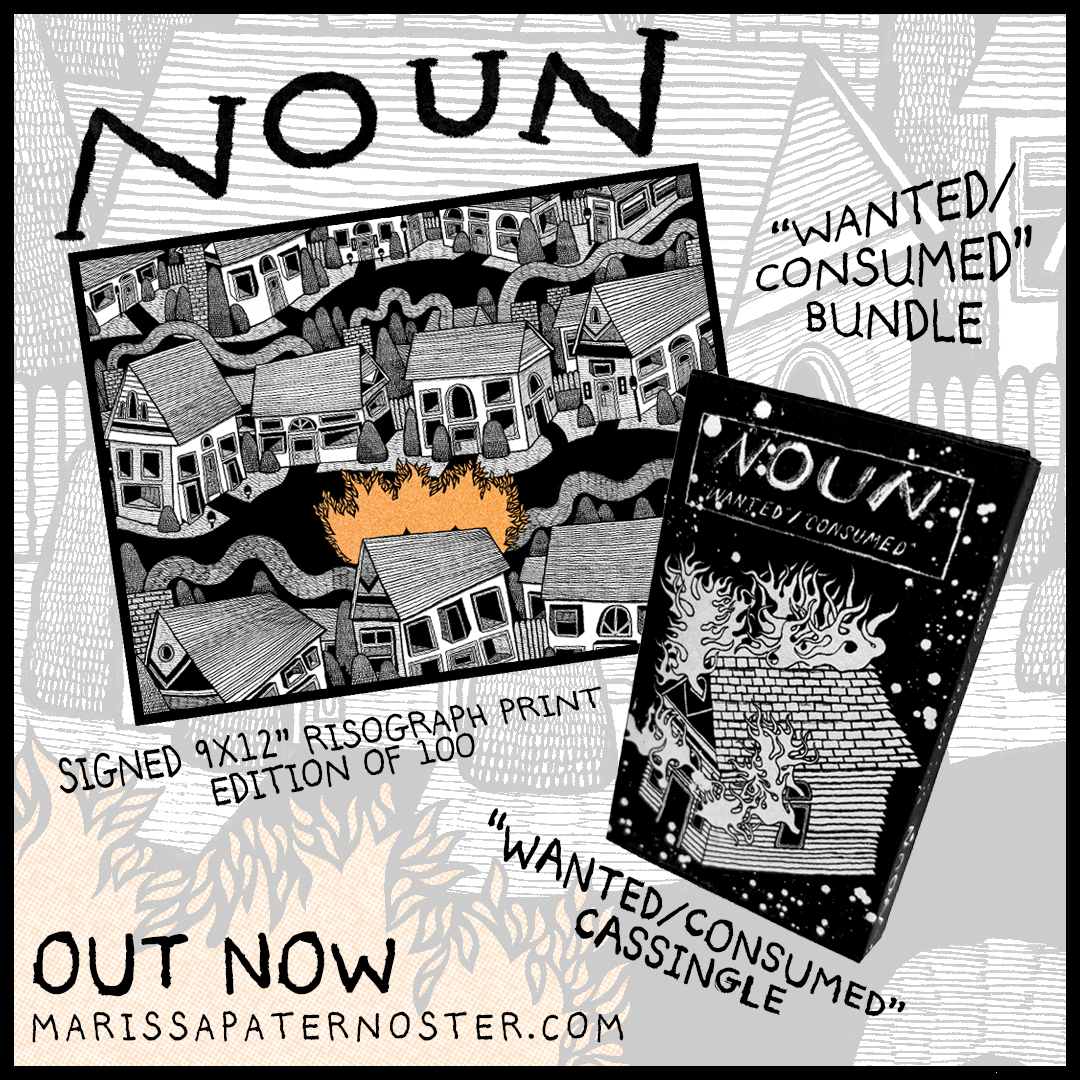 NOUN
"WANTED/
CONSUMED"
BUNDLE
NOUN
"WANTED"/"CONSUMED"
SIGNED 9X12" RISOGRAPH PRINT
EDITION OF 100
"WANTED/CONSUMED"
CASSINGLE
OUT NOW
MARISSAPATERNOSTER.COM